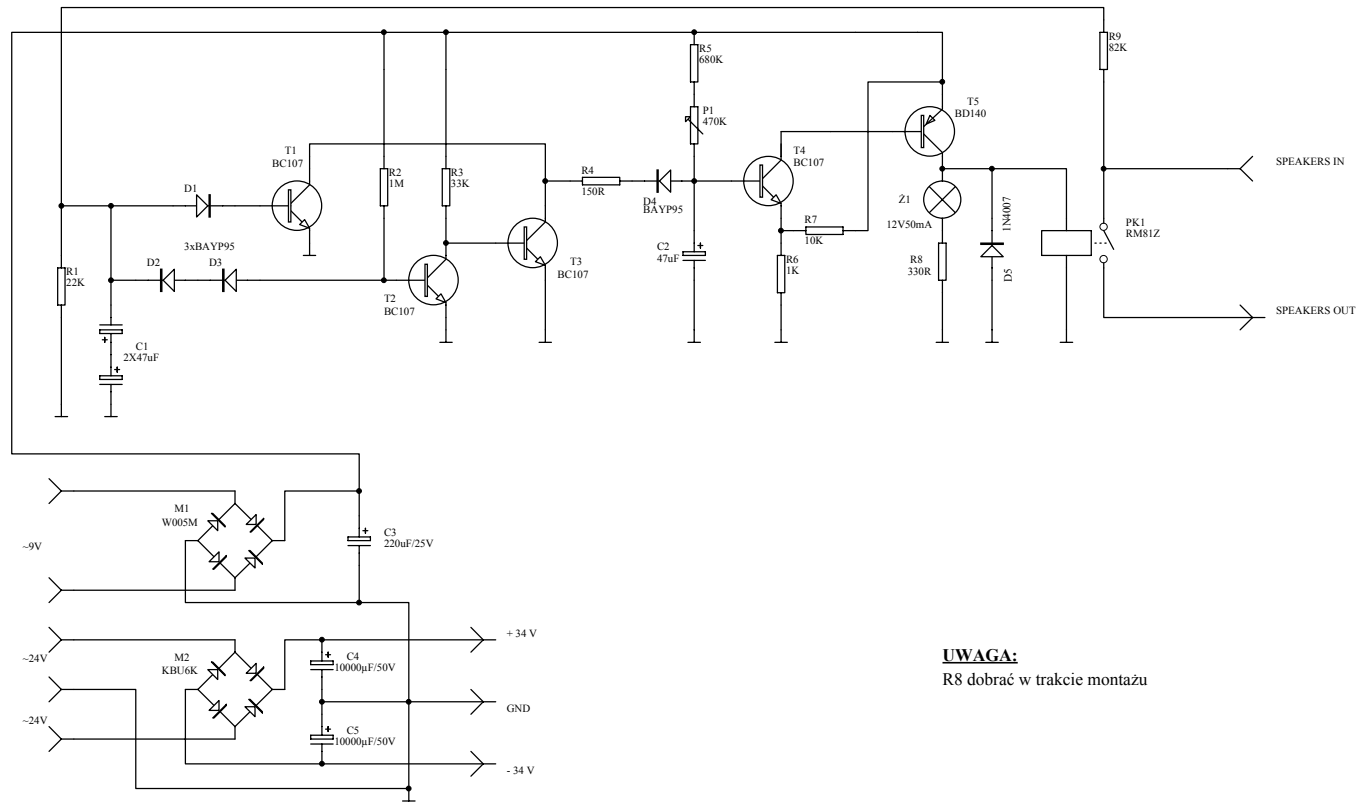 R9
82K
R5
680K
P1
470K
T5
BD140
T1
BC107
T4
BC107
R2
1M
R3
33K
R4
150R
D1
D4
BAYP95
SPEAKERS IN
Ż1
12V50mA
1N4007
PK1
RM81Z
R7
10K
3xBAYP95
D2
D3
T3
BC107
C2
47uF
R1
22K
R6
1K
R8
330R
D5
T2
BC107
SPEAKERS OUT
C1
2X47uF
M1
W005M
C3
220uF/25V
~9V
+ 34 V
~24V
M2
KBU6K
C4
10000µF/50V
UWAGA:
R8 dobrać w trakcie montażu
GND
~24V
C5
10000µF/50V
- 34 V